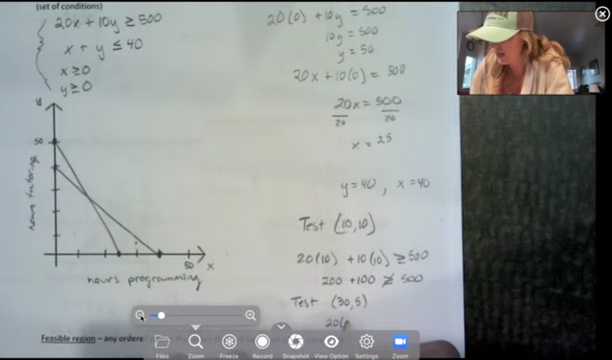 (set of conditions)
20x + 10y ≥ 500
x + y ≤ 40
x ≥ 0
y ≥ 0
50
hours tutoring
50
x
hours programming
20(0) + 10y = 500
10y = 500
y = 50
20x + 10(0) = 500
20x = 500
20 20
x = 25
y = 40 , x = 40
Test (10,10)
20(10) + 10(10) ≥ 500
200 + 100 ≱ 500
Test (30,5)
20(
Feasible region – any ordere
Files
Zoom
Freeze
Record
Snapshot
View Option
Settings
Zoom